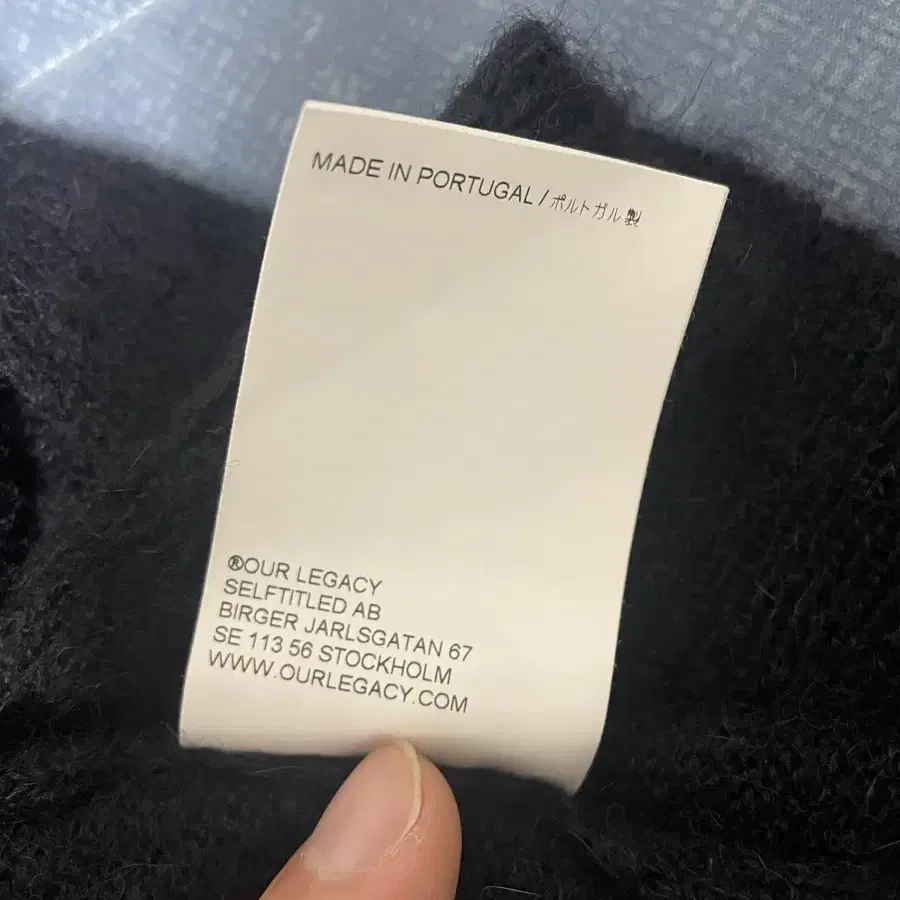 MADE IN PORTUGAL / ポルトガル製
®OUR LEGACY
SELFTITLED AB
BIRGER JARLSGATAN 67
SE 113 56 STOCKHOLM
WWW.OURLEGACY.COM